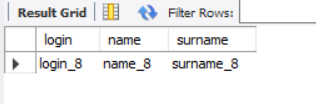 Result Grid Filter Rows:
login name surname
login_8 name_8 surname_8